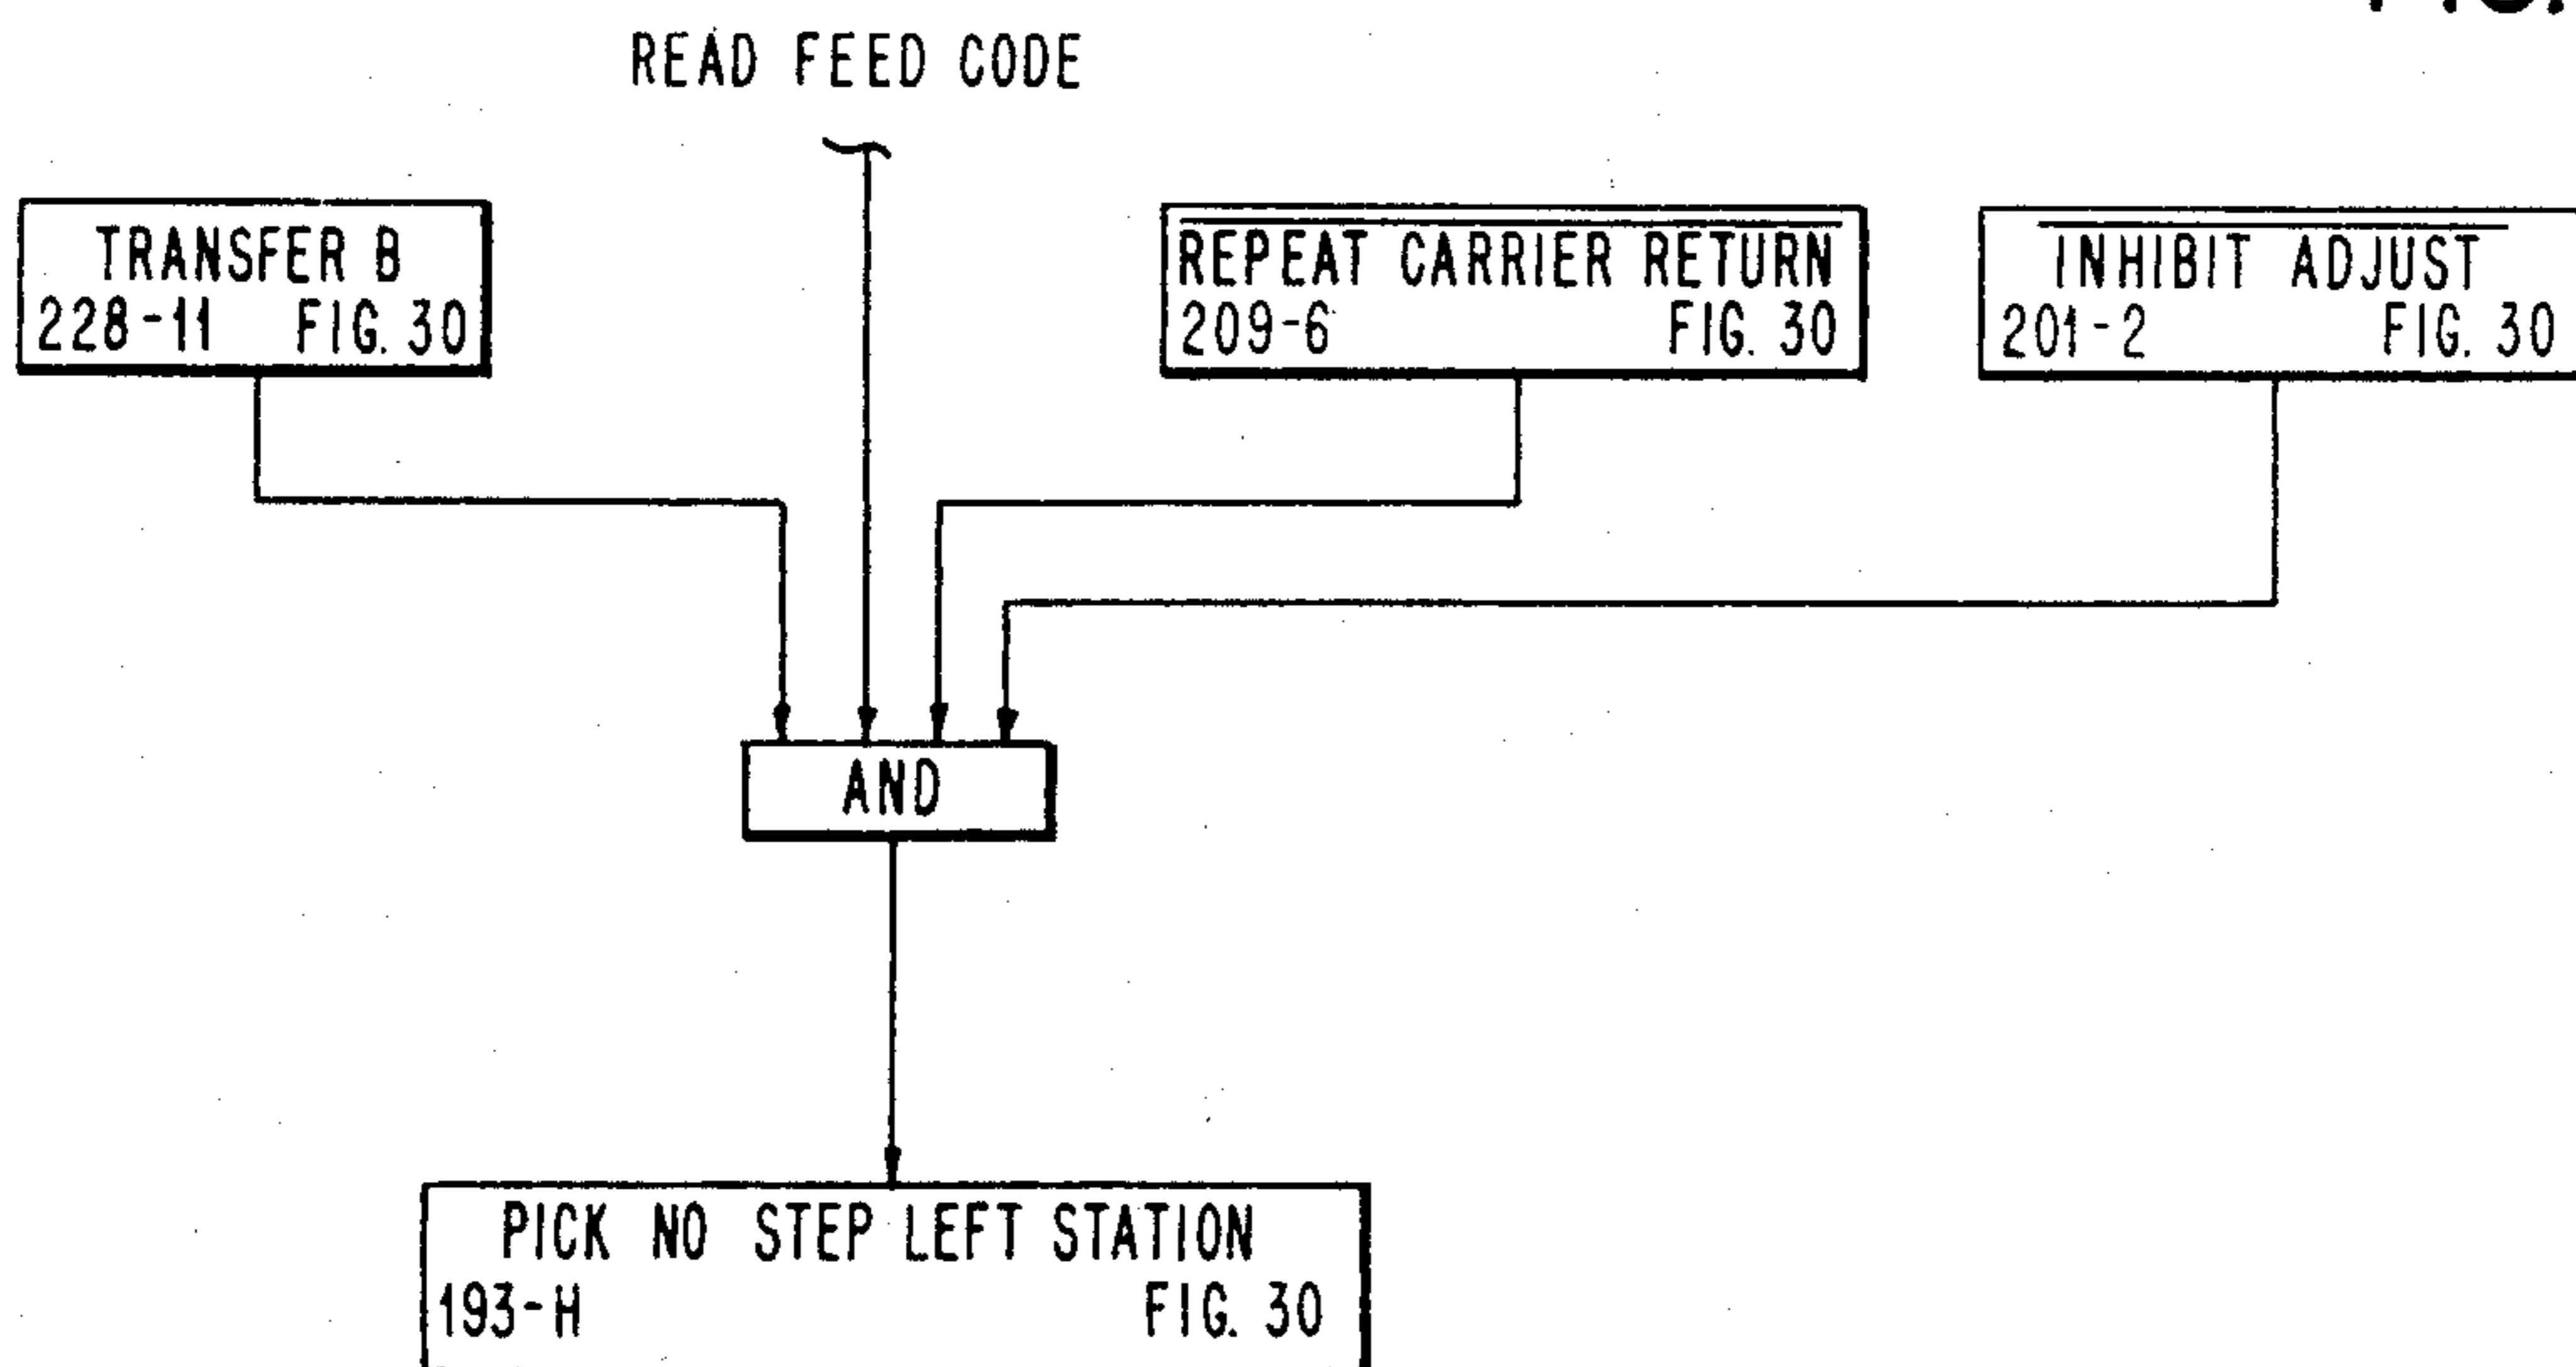 READ FEED CODE
TRANSFER B
228-11 FIG. 30
REPEAT CARRIER RETURN
209-6 FIG. 30
INHIBIT ADJUST
201-2 FIG. 30
AND
PICK NO STEP LEFT STATION
193-H FIG. 30